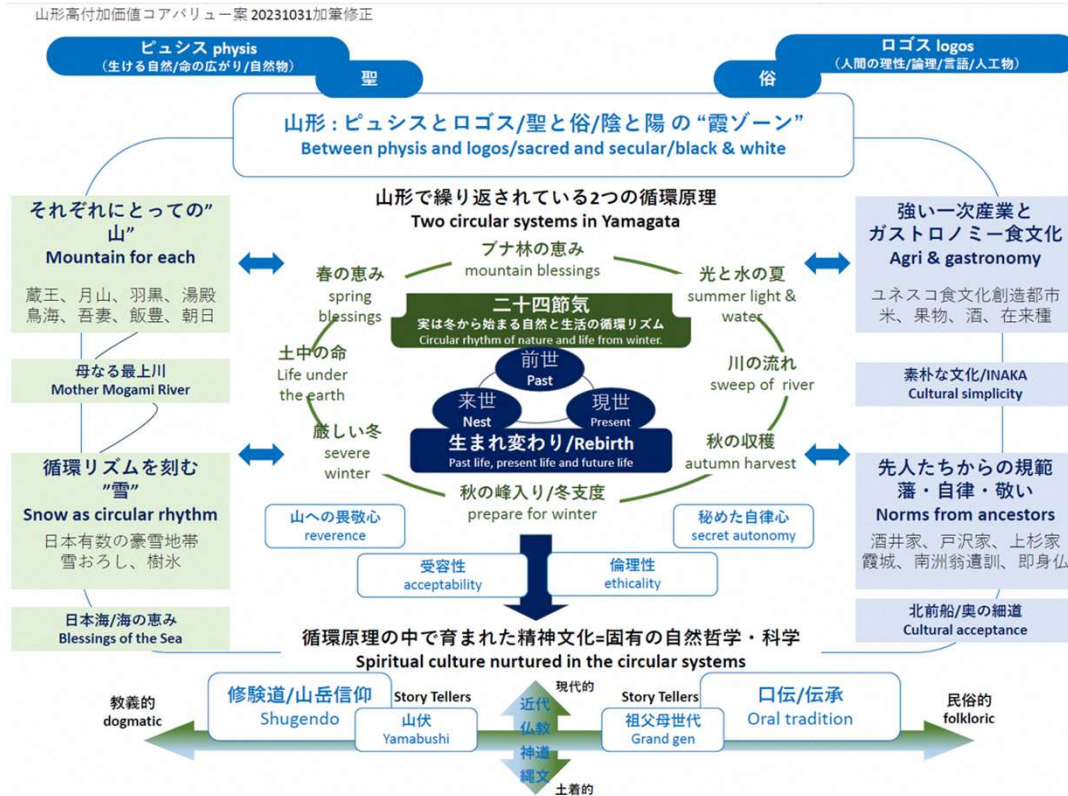 山形高付加価値コアバリュー案 20231031加筆修正
ピュシス physis
（生ける自然/命の広がり/自然物）
聖
ロゴス logos
（人間の理性/論理/言語/人工物）
俗
山形 : ピュシスとロゴス/聖と俗/陰と陽 の “霞ゾーン”
Between physis and logos/sacred and secular/black & white
山形で繰り返されている2つの循環原理
Two circular systems in Yamagata
それぞれにとっての”
山”
Mountain for each
蔵王、月山、羽黒、湯殿
鳥海、吾妻、飯豊、朝日
母なる最上川
Mother Mogami River
循環リズムを刻む
”雪”
Snow as circular rhythm
日本有数の豪雪地帯
雪おろし、樹氷
日本海/海の恵み
Blessings of the Sea
ブナ林の恵み
mountain blessings
春の恵み
spring
blessings
光と水の夏
summer light &
water
土中の命
Life under
the earth
川の流れ
sweep of river
厳しい冬
severe
winter
秋の収穫
autumn harvest
秋の峰入り/冬支度
prepare for winter
二十四節気
実は冬から始まる自然と生活の循環リズム
Circular rhythm of nature and life from winter.
前世
Past
来世
Nest
現世
Present
生まれ変わり/Rebirth
Past life, present life and future life
強い一次産業と
ガストロノミー食文化
Agri & gastronomy
ユネスコ食文化創造都市
米、果物、酒、在来種
素朴な文化/INAKA
Cultural simplicity
先人たちからの規範
藩・自律・敬い
Norms from ancestors
酒井家、戸沢家、上杉家
霞城、南洲翁遺訓、即身仏
北前船/奥の細道
Cultural acceptance
山への畏敬心
reverence
受容性
acceptability
倫理性
ethicality
秘めた自律心
secret autonomy
循環原理の中で育まれた精神文化=固有の自然哲学・科学
Spiritual culture nurtured in the circular systems
教義的
dogmatic
修験道/山岳信仰
Shugendo
Story Tellers
山伏
Yamabushi
現代的
近代
仏教
神道
縄文
土着的
Story Tellers
祖父母世代
Grand gen
口伝/伝承
Oral tradition
民俗的
folkloric